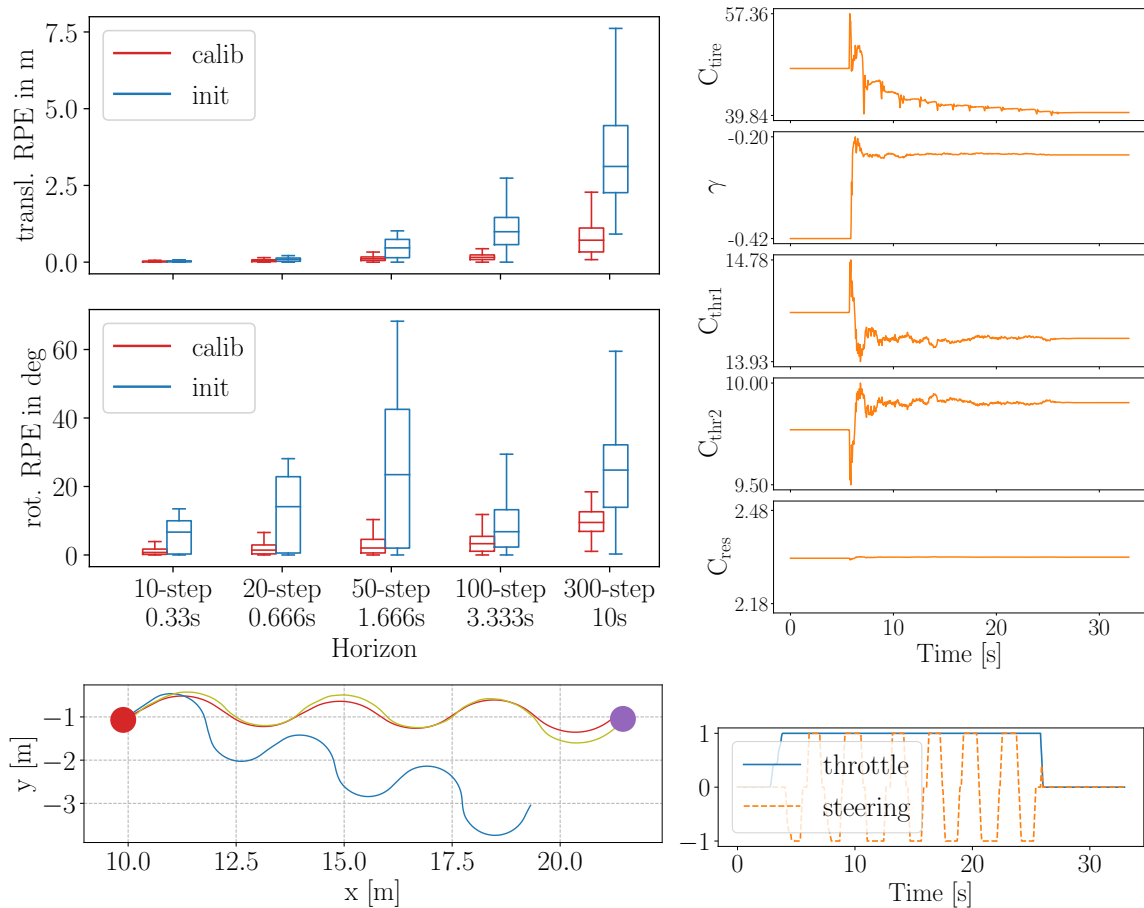 transl. RPE in m
7.5
5.0
2.5
0.0
calib
init
rot. RPE in deg
60
40
20
0
calib
init
10-step 20-step 50-step 100-step 300-step
0.33s 0.666s 1.666s 3.333s 10s
Horizon
C_tire
57.36
39.84
γ
-0.20
-0.42
C_thr1
14.78
13.93
C_thr2
10.00
9.50
C_res
2.48
2.18
0 10 20 30
Time [s]
y [m]
−1
−2
−3
10.0 12.5 15.0 17.5 20.0
x [m]
1
0
−1
throttle
steering
0 10 20 30
Time [s]